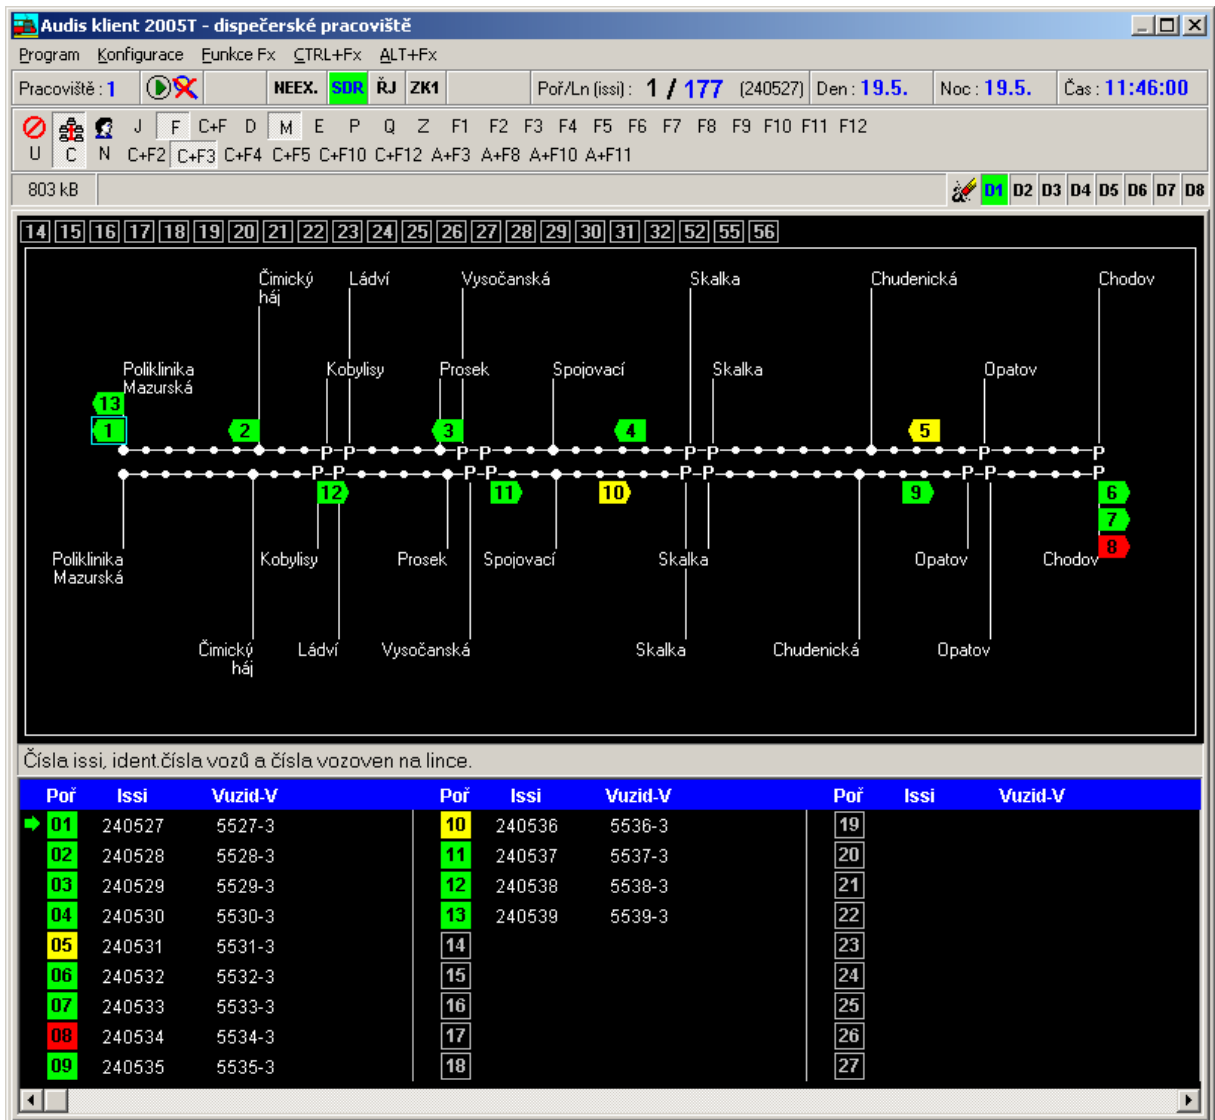 Audis klient 2005T - dispečerské pracoviště
Program Konfigurace Funkce Fx CTRL+Fx ALT+Fx
Pracoviště : 1 NEEX. SDR ŘJ ZK1 Poř/Ln (issi) : 1 / 177 (240527) Den : 19.5. Noc : 19.5. Čas : 11:46:00
J F C+F D M E P Q Z F1 F2 F3 F4 F5 F6 F7 F8 F9 F10 F11 F12
U C N C+F2 C+F3 C+F4 C+F5 C+F10 C+F12 A+F3 A+F8 A+F10 A+F11
803 kB D1 D2 D3 D4 D5 D6 D7 D8
14 15 16 17 18 19 20 21 22 23 24 25 26 27 28 29 30 31 32 52 55 56
Čimický Ládví Vysočanská Skalka Chudenická Chodov
háj
Poliklinika Kobylisy Prosek Spojovací Skalka Opatov
Mazurská
13
1 2 3 4 5
P P P P P P P P
P P P P P P P P P
12 11 10 9 6
7
8
Poliklinika Kobylisy Prosek Spojovací Skalka Opatov Chodov
Mazurská
Čimický Ládví Vysočanská Skalka Chudenická Opatov
háj
Čísla issi, ident.čísla vozů a čísla vozoven na lince.
Poř Issi Vuzid-V Poř Issi Vuzid-V Poř Issi Vuzid-V
01 240527 5527-3 10 240536 5536-3 19
02 240528 5528-3 11 240537 5537-3 20
03 240529 5529-3 12 240538 5538-3 21
04 240530 5530-3 13 240539 5539-3 22
05 240531 5531-3 14 23
06 240532 5532-3 15 24
07 240533 5533-3 16 25
08 240534 5534-3 17 26
09 240535 5535-3 18 27